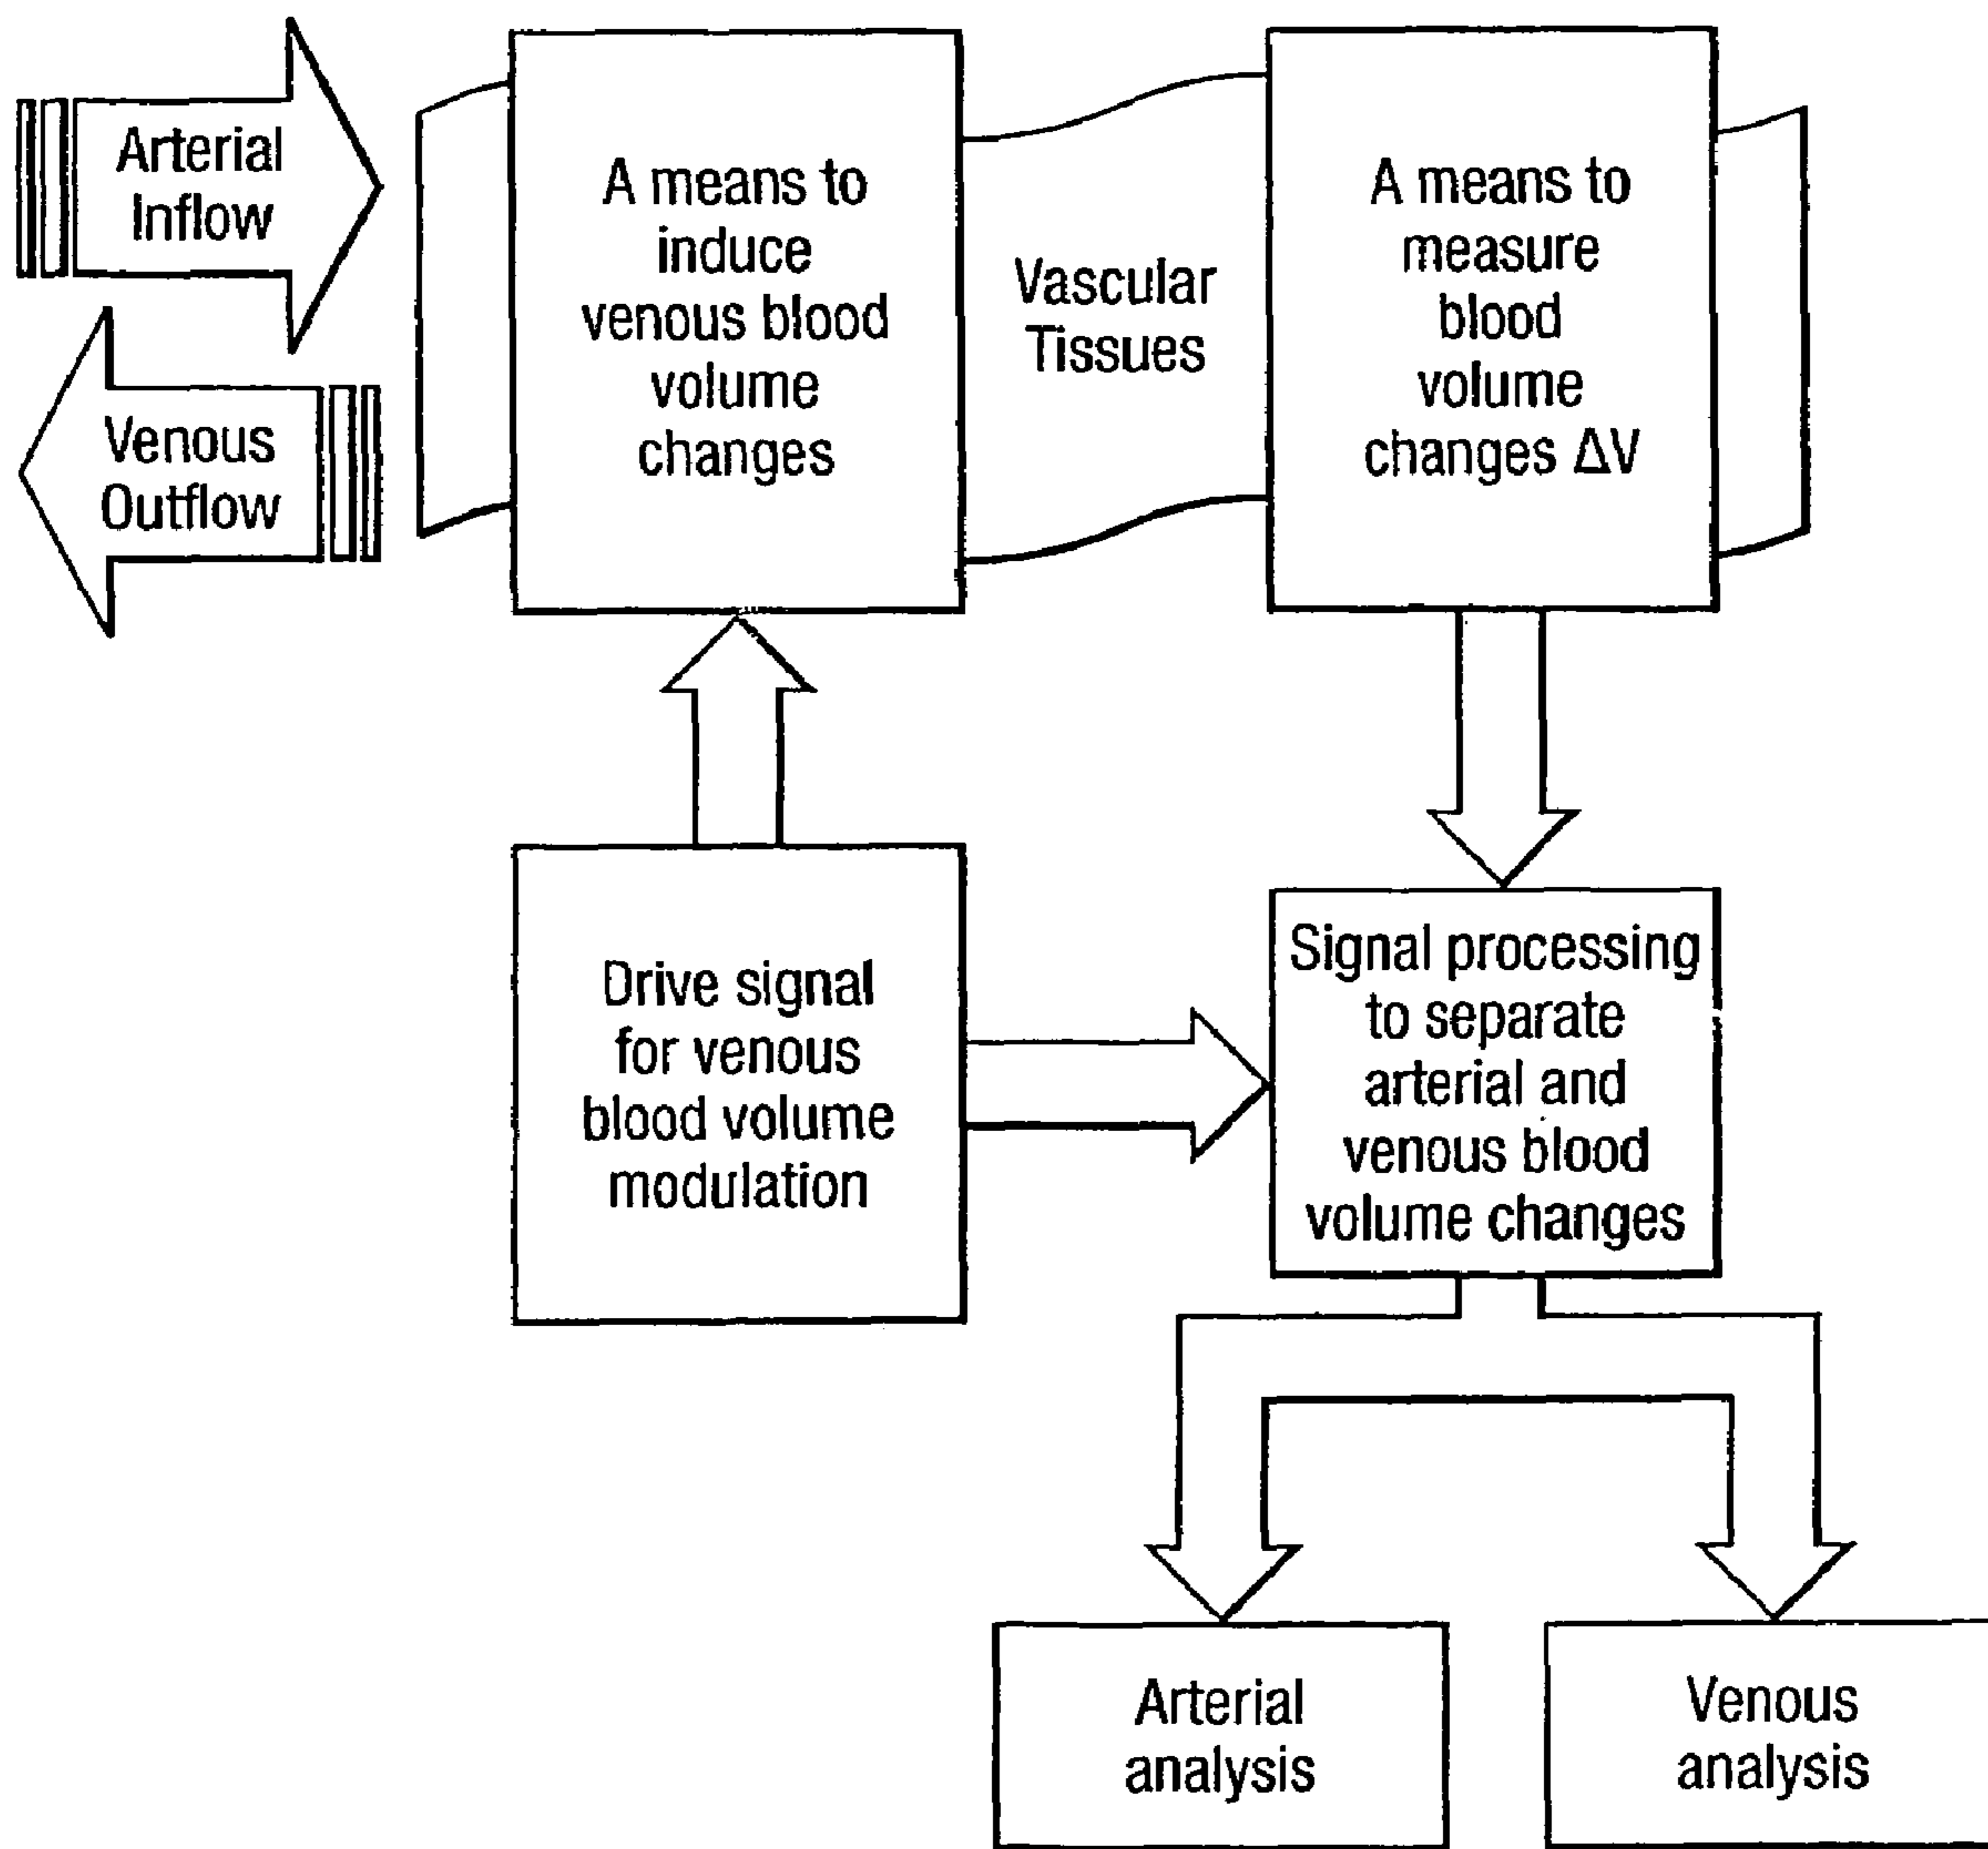 Arterial
Inflow
Venous
Outflow
A means to
induce
venous blood
volume
changes
Vascular
Tissues
A means to
measure
blood
volume
changes ΔV
Drive signal
for venous
blood volume
modulation
Signal processing
to separate
arterial and
venous blood
volume changes
Arterial
analysis
Venous
analysis